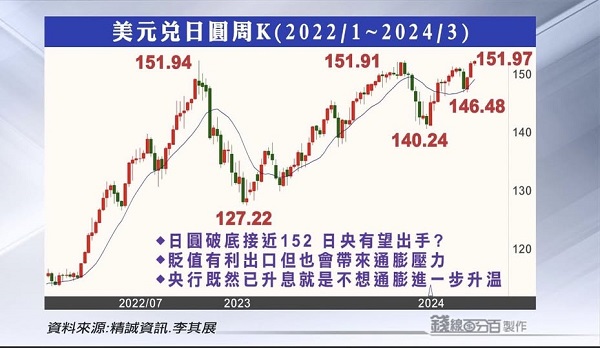 美元兌日圓周K(2022/1~2024/3)
151.94
151.91
151.97
150
146.48
140
140.24
130
127.22
120
◆日圓破底接近152 日央有望出手?
◆貶值有利出口但也會帶來通膨壓力
◆央行既然已升息就是不想通膨進一步升溫
2022/07 2023 2024
資料來源:精誠資訊.李其展
錢線百分百 製作